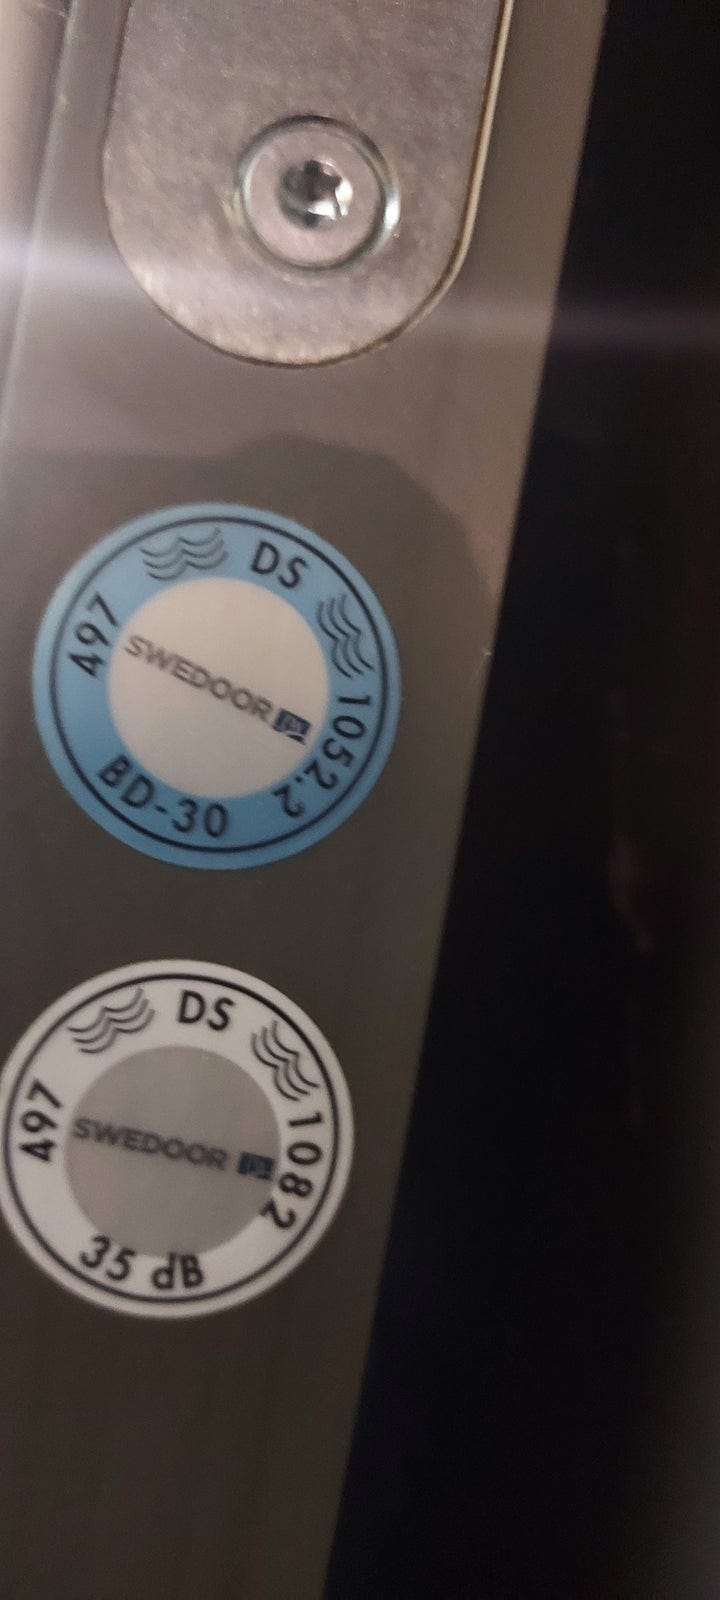 DS
1052.2
BD-30
497
SWEDOOR
DS
1082
35 dB
497
SWEDOOR